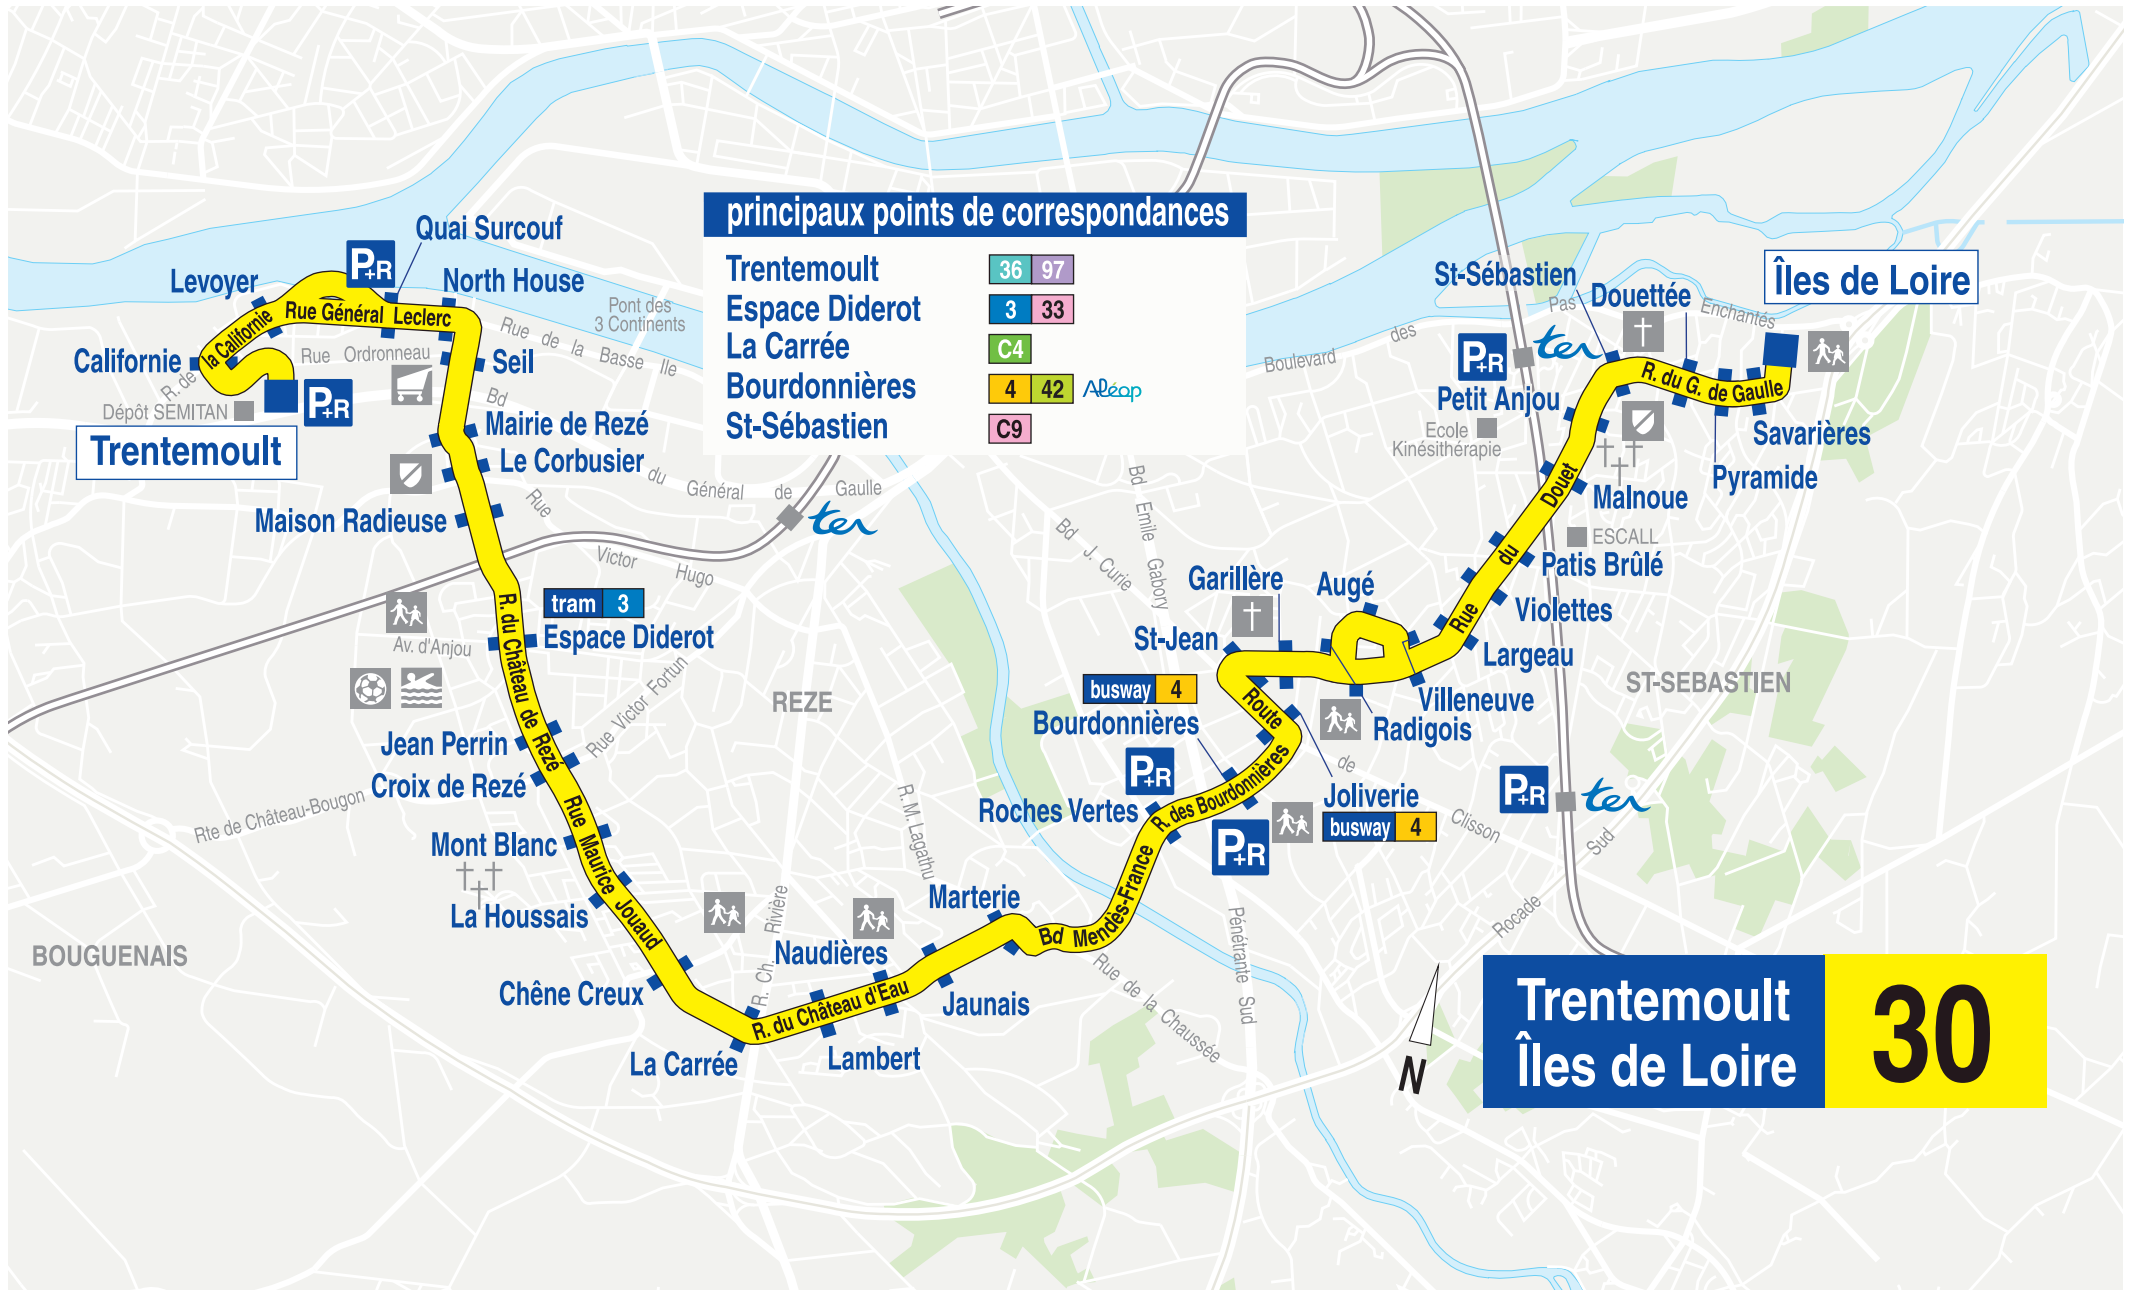 principaux points de correspondances
Trentemoult 36 97
Espace Diderot 3 33
La Carrée C4
Bourdonnières 4 42 Aléop
St-Sébastien C9
Quai Surcouf
P+R
Levoyer
North House
Rue Général Leclerc
la Californie
R. de
Californie
Rue Ordronneau
Pont des
3 Continents
Rue de la Basse Ile
Seil
P+R
Dépôt SEMITAN
Trentemoult
Bd
du Général de Gaulle
Mairie de Rezé
Le Corbusier
Maison Radieuse
Rue
Victor
Hugo
ter
R. du Château de Rezé
tram 3
Espace Diderot
Av. d'Anjou
Rue Victor Fortun
REZE
Jean Perrin
Croix de Rezé
Rte de Château-Bougon
Rue Maurice Jouaud
Mont Blanc
La Houssais
BOUGUENAIS
Chêne Creux
La Carrée
R. Ch. Rivière
R. du Château d'Eau
Naudières
Lambert
Jaunais
Marterie
R. M. Lagathu
Bd Mendès-France
Rue de la Chaussée
Pénétrante Sud
Roches Vertes
R. des Bourdonnières
P+R
P+R
busway 4
Bourdonnières
Joliverie
busway 4
Route
de
Clisson
St-Jean
Garillère
Augé
Radigois
Villeneuve
Largeau
Violettes
Patis Brûlé
ESCALL
Rue du Douet
Malnoue
Petit Anjou
Ecole
Kinésithérapie
P+R
ter
St-Sébastien
Douettée
Boulevard des Pas Enchantés
Îles de Loire
R. du G. de Gaulle
Savarières
Pyramide
Bd J. Curie
Bd Emile Gabory
ST-SEBASTIEN
P+R
ter
Rocade Sud
N
Trentemoult
Îles de Loire
30